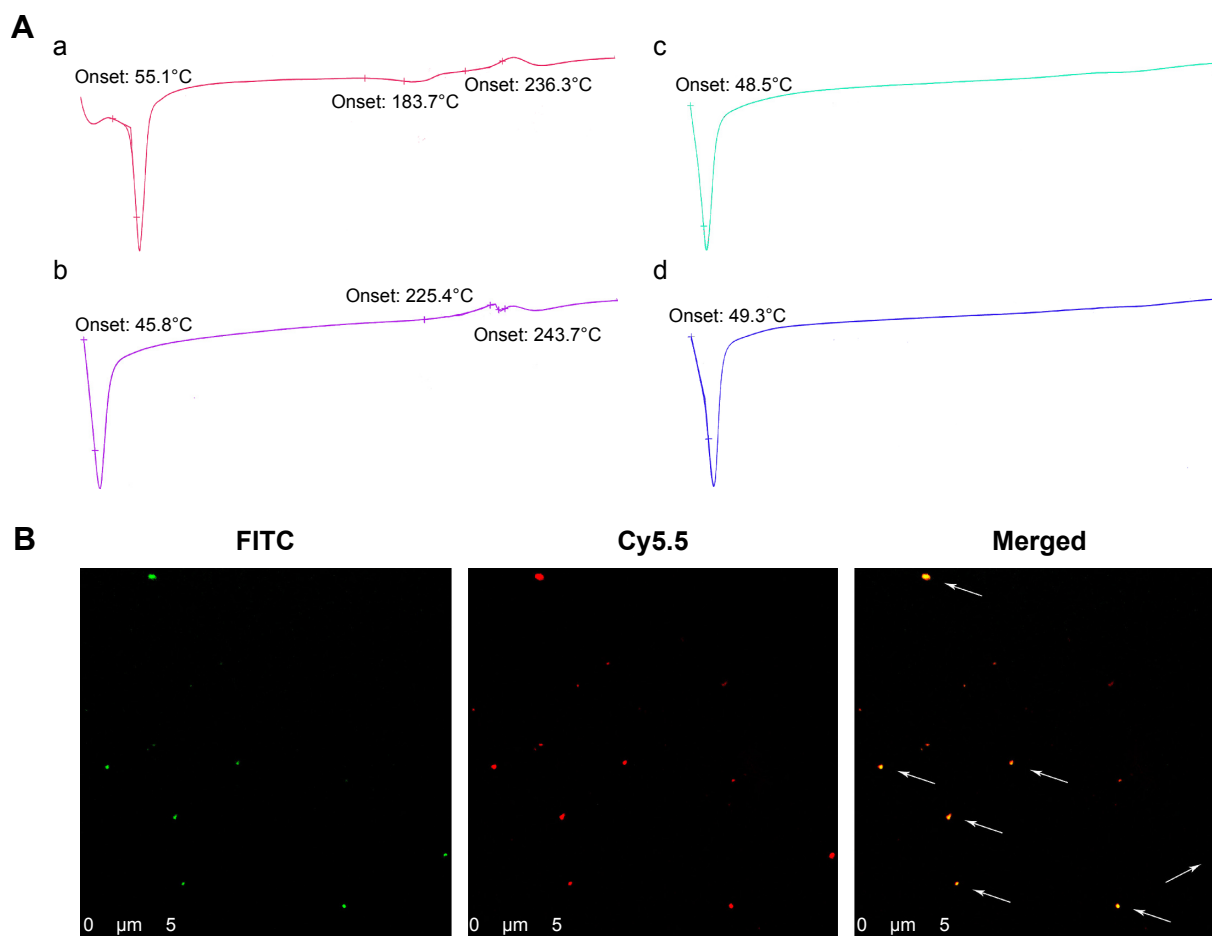 A
a
Onset: 55.1°C
Onset: 183.7°C
Onset: 236.3°C
c
Onset: 48.5°C
b
Onset: 45.8°C
Onset: 225.4°C
Onset: 243.7°C
d
Onset: 49.3°C
B
FITC
Cy5.5
Merged
0 µm 5
0 µm 5
0 µm 5